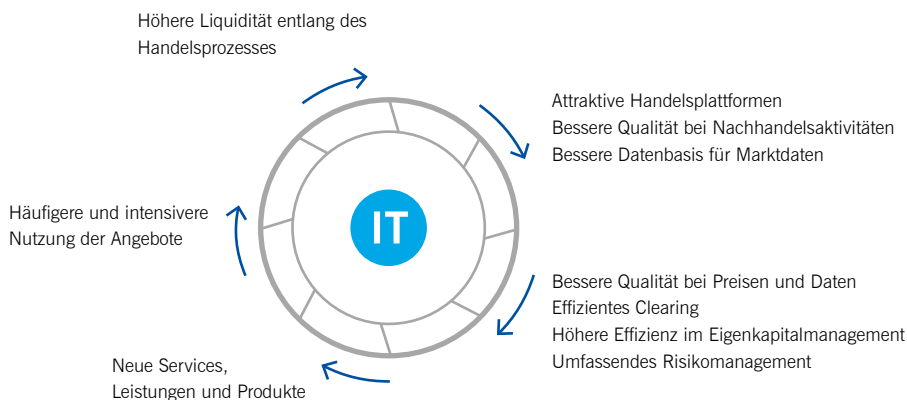 Höhere Liquidität entlang des
Handelsprozesses
Attraktive Handelsplattformen
Bessere Qualität bei Nachhandelsaktivitäten
Bessere Datenbasis für Marktdaten
IT
Häufigere und intensivere
Nutzung der Angebote
Bessere Qualität bei Preisen und Daten
Effizientes Clearing
Höhere Effizienz im Eigenkapitalmanagement
Umfassendes Risikomanagement
Neue Services,
Leistungen und Produkte